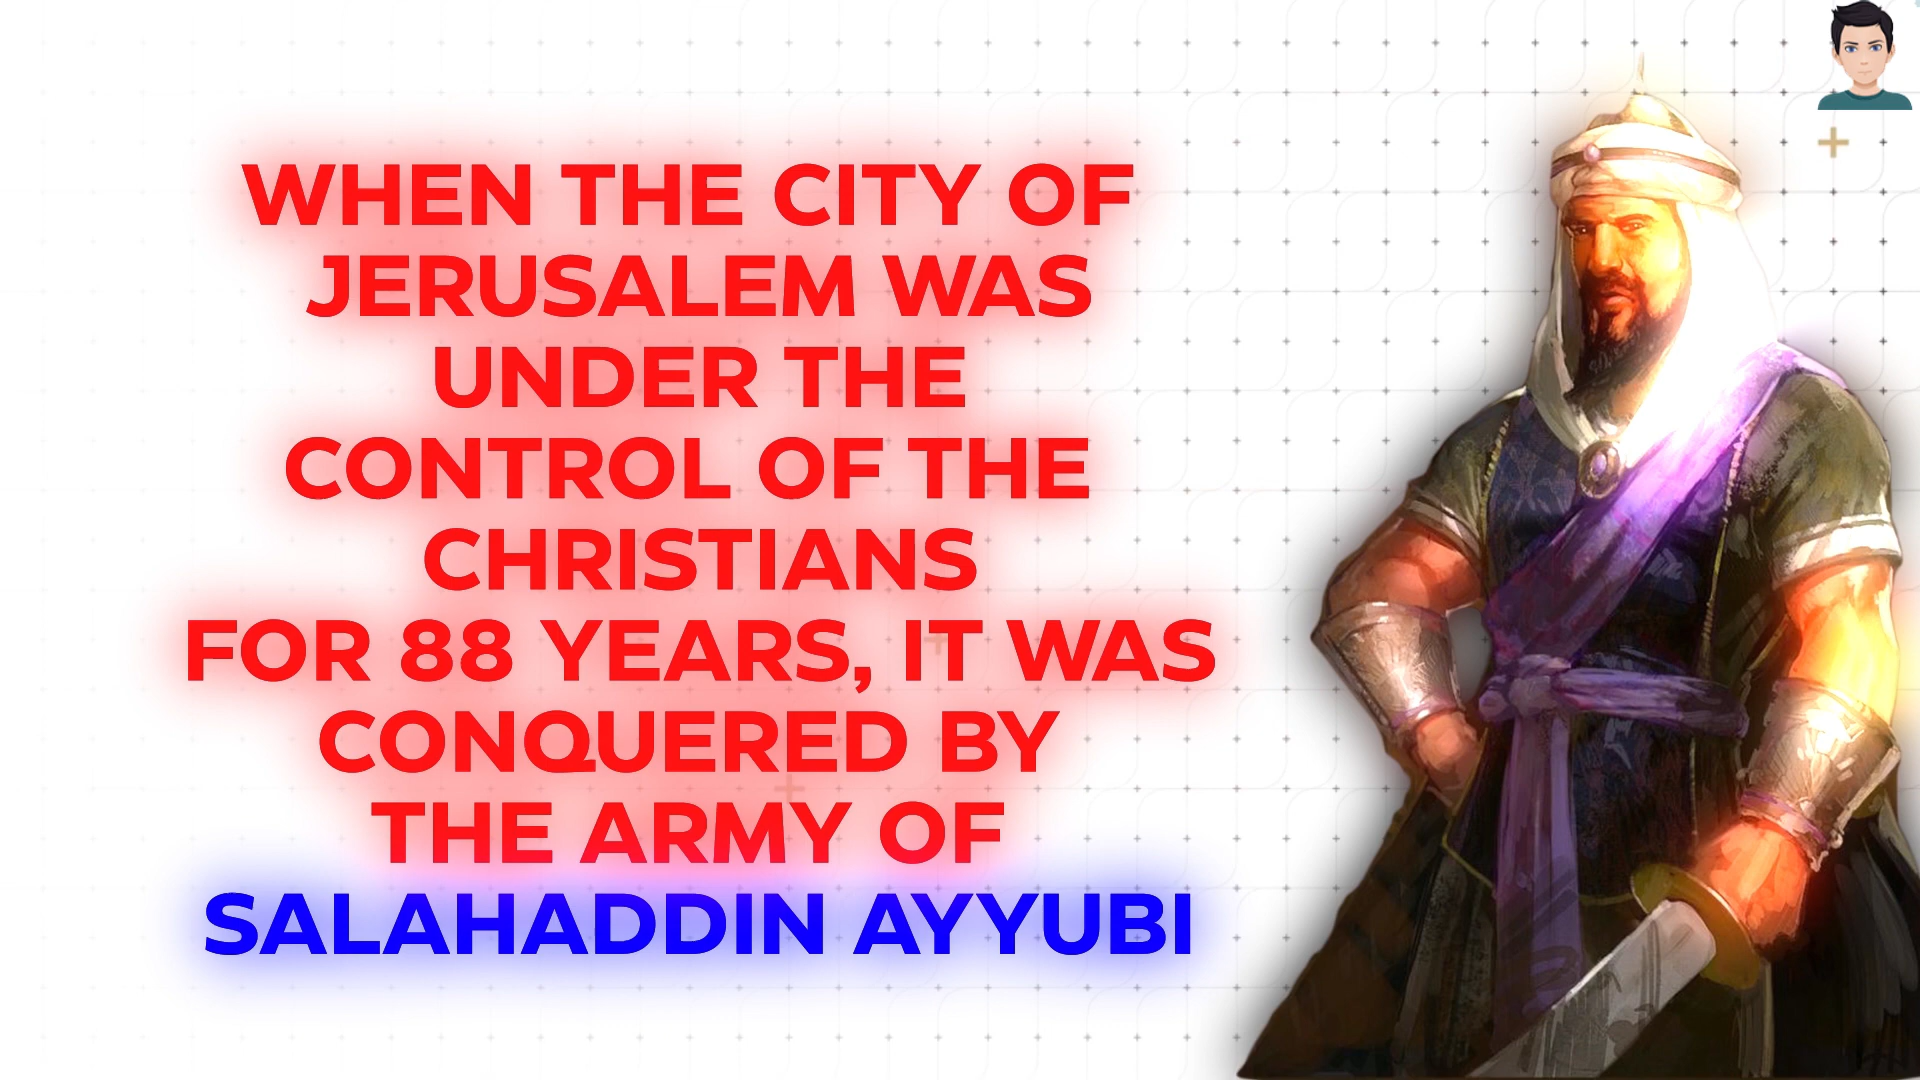 WHEN THE CITY OF
JERUSALEM WAS
UNDER THE
CONTROL OF THE
CHRISTIANS
FOR 88 YEARS, IT WAS
CONQUERED BY
THE ARMY OF
SALAHADDIN AYYUBI